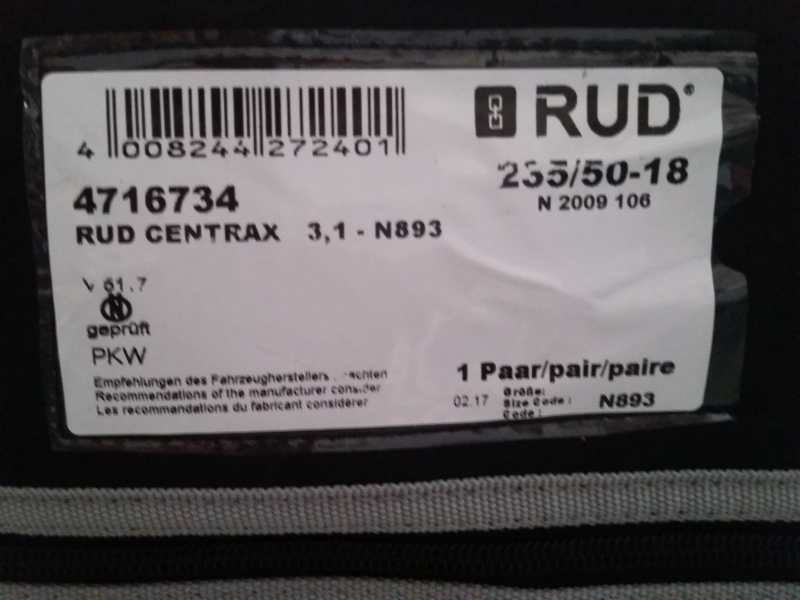 4 008244 272401
RUD®
235/50-18
N 2009 106
4716734
RUD CENTRAX 3,1 - N893
V 61.7
geprüft
PKW
Empfehlungen des Fahrzeugherstellers
Recommendations of the manufacturer consider
Les recommandations du fabricant considérer
1 Paar/pair/paire
02.17
Größe:
Size Code : N893
Code :